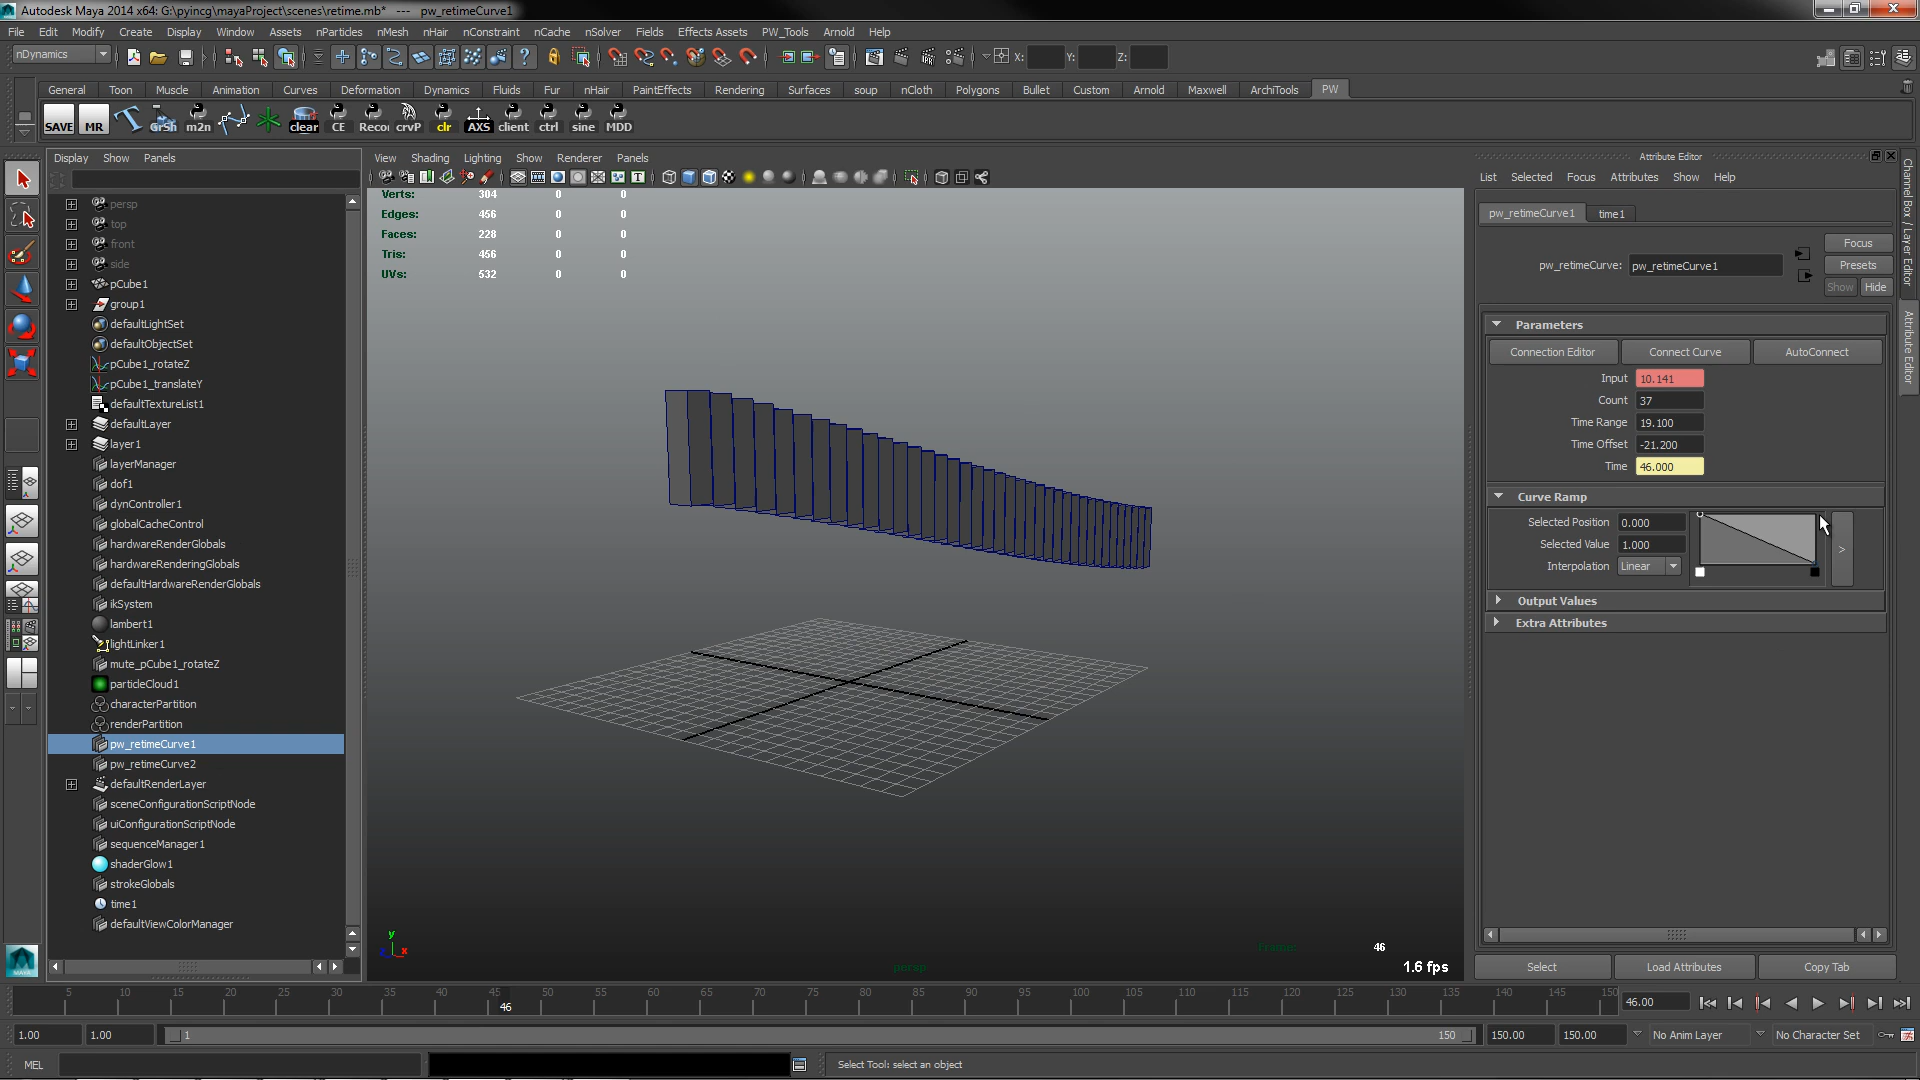 Autodesk Maya 2014 x64: G:\pyincg\mayaProject\scenes\retime.mb* --- pw_retimeCurve1
File Edit Modify Create Display Window Assets nParticles nMesh nHair nConstraint nCache nSolver Fields Effects Assets PW_Tools Arnold Help
nDynamics X: Y: Z:
General Toon Muscle Animation Curves Deformation Dynamics Fluids Fur nHair PaintEffects Rendering Surfaces soup nCloth Polygons Bullet Custom Arnold Maxwell ArchiTools PW
SAVE MR GrSh m2n clear CE Recor crvP clr AXS client ctrl sine MDD
Display Show Panels
persp
top
front
side
pCube1
group1
defaultLightSet
defaultObjectSet
pCube1_rotateZ
pCube1_translateY
defaultTextureList1
defaultLayer
layer1
layerManager
dof1
dynController1
globalCacheControl
hardwareRenderGlobals
hardwareRenderingGlobals
defaultHardwareRenderGlobals
ikSystem
lambert1
lightLinker1
mute_pCube1_rotateZ
particleCloud1
characterPartition
renderPartition
pw_retimeCurve1
pw_retimeCurve2
defaultRenderLayer
sceneConfigurationScriptNode
uiConfigurationScriptNode
sequenceManager1
shaderGlow1
strokeGlobals
time1
defaultViewColorManager
View Shading Lighting Show Renderer Panels
Verts: 304 0 0
Edges: 456 0 0
Faces: 228 0 0
Tris: 456 0 0
UVs: 532 0 0
y
x
persp
Frame: 46
1.6 fps
Attribute Editor
List Selected Focus Attributes Show Help
pw_retimeCurve1 time1
pw_retimeCurve: pw_retimeCurve1
Focus
Presets
Show Hide
Parameters
Connection Editor Connect Curve AutoConnect
Input 10.141
Count 37
Time Range 19.100
Time Offset -21.200
Time 46.000
Curve Ramp
Selected Position 0.000
Selected Value 1.000
Interpolation Linear
>
Output Values
Extra Attributes
Select Load Attributes Copy Tab
Channel Box / Layer Editor
Attribute Editor
5 10 15 20 25 30 35 40 45 50 55 60 65 70 75 80 85 90 95 100 105 110 115 120 125 130 135 140 145 150
46
46.00
1.00 1.00 1 150 150.00 150.00 No Anim Layer No Character Set
MEL Select Tool: select an object